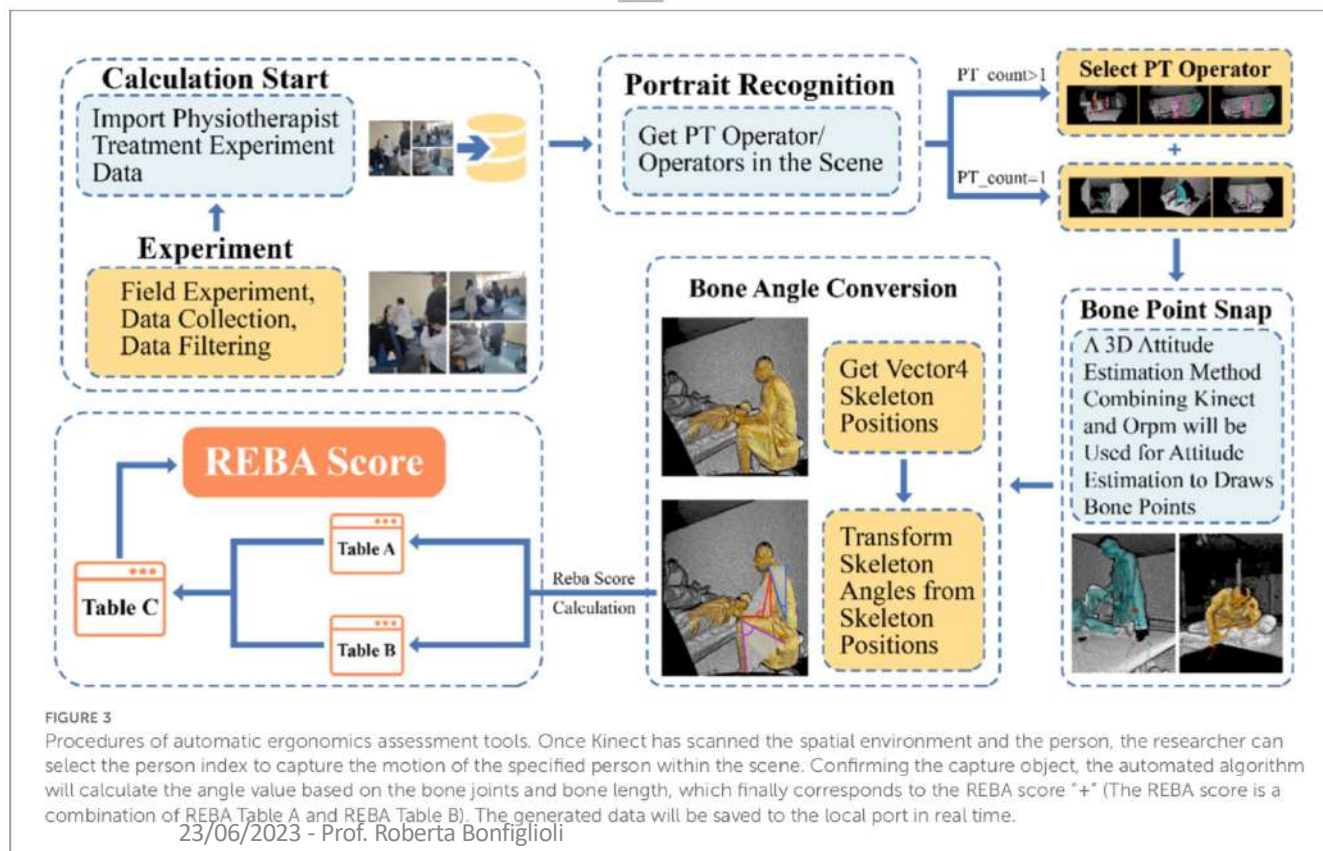 Calculation Start
Import Physiotherapist
Treatment Experiment
Data
Experiment
Field Experiment,
Data Collection,
Data Filtering
Portrait Recognition
Get PT Operator/
Operators in the Scene
PT_count>1
PT_count=1
Select PT Operator
+
Bone Point Snap
A 3D Attitude
Estimation Method
Combining Kinect
and Orpm will be
Used for Attitude
Estimation to Draws
Bone Points
Bone Angle Conversion
Get Vector4
Skeleton
Positions
Transform
Skeleton
Angles from
Skeleton
Positions
Reba Score
Calculation
Table A
Table B
Table C
REBA Score
FIGURE 3
Procedures of automatic ergonomics assessment tools. Once Kinect has scanned the spatial environment and the person, the researcher can
select the person index to capture the motion of the specified person within the scene. Confirming the capture object, the automated algorithm
will calculate the angle value based on the bone joints and bone length, which finally corresponds to the REBA score "+" (The REBA score is a
combination of REBA Table A and REBA Table B). The generated data will be saved to the local port in real time.
23/06/2023 - Prof. Roberta Bonfiglioli